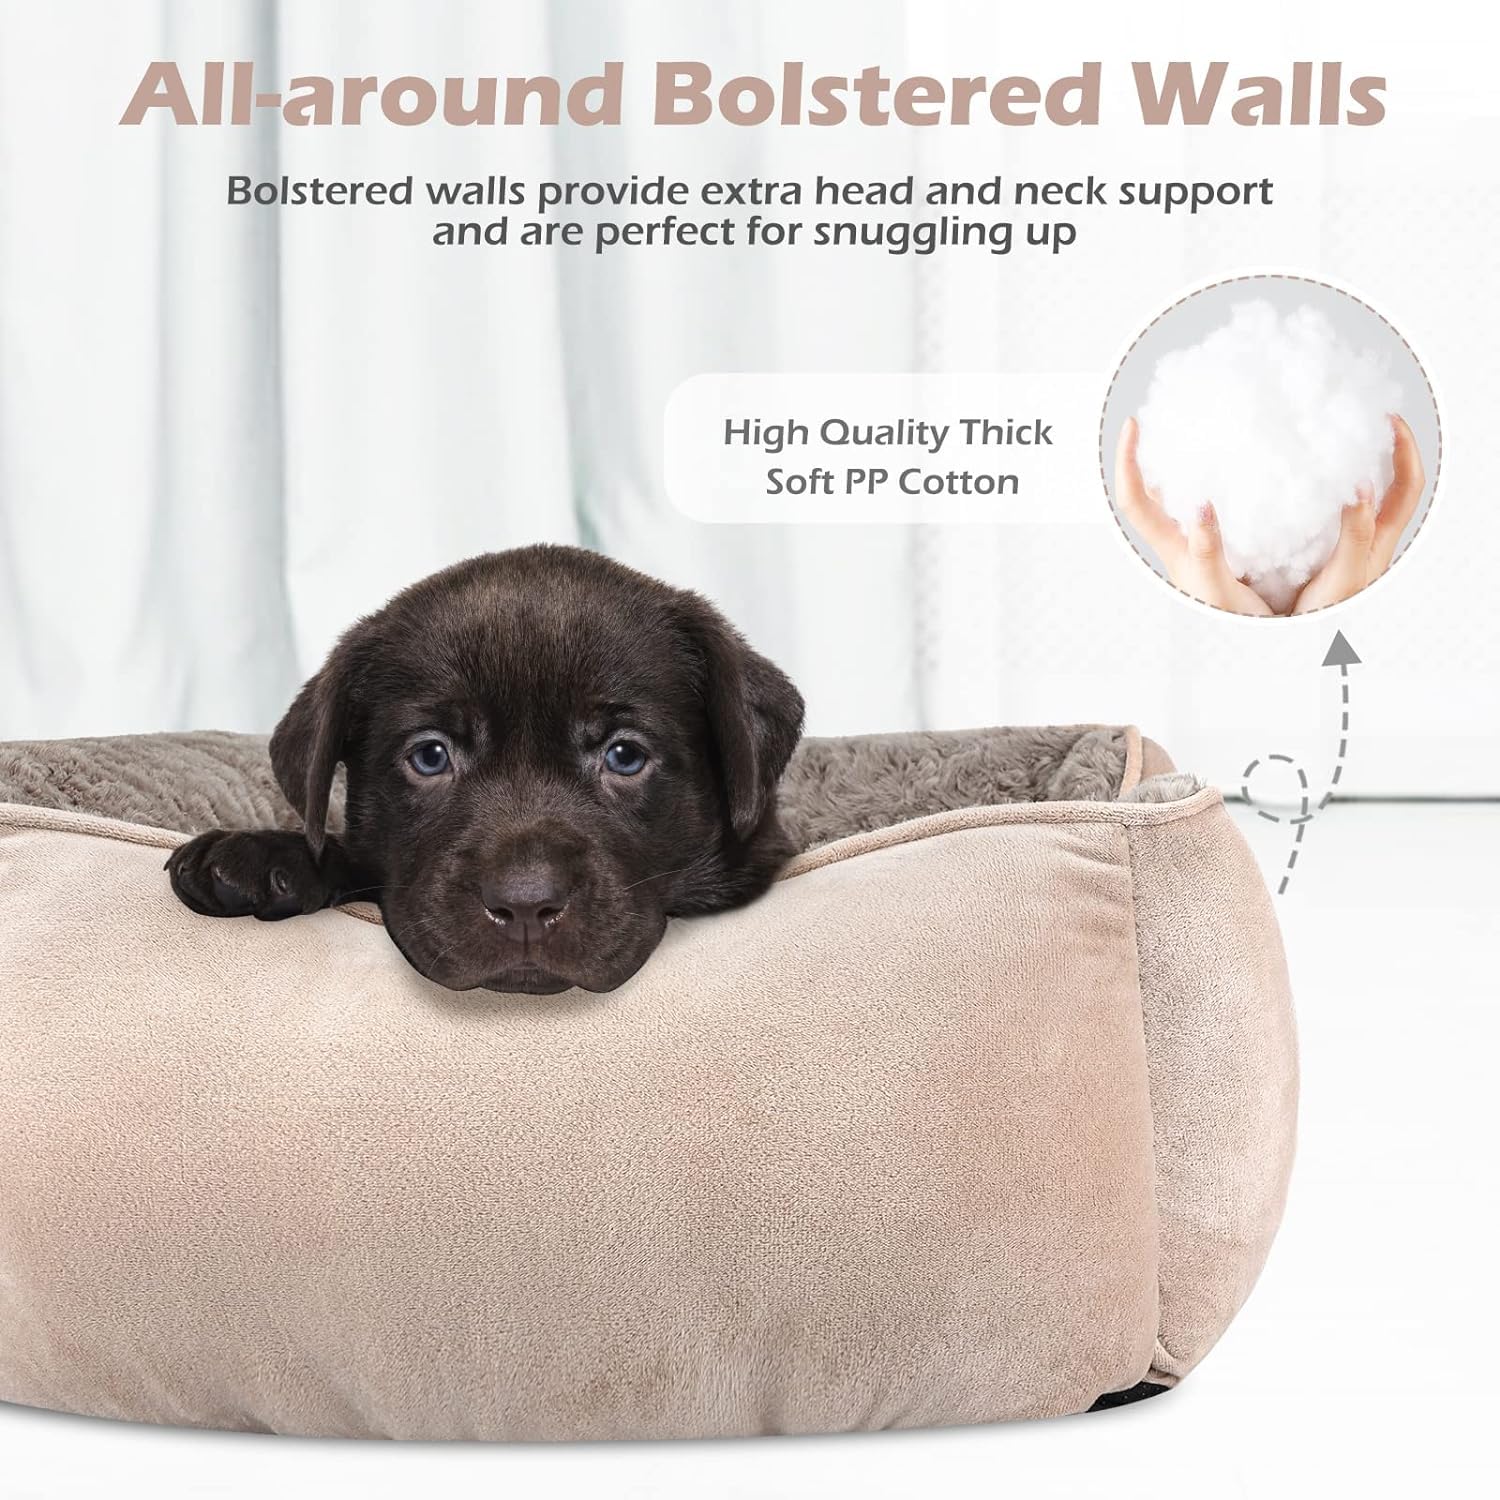 All-around Bolstered Walls
Bolstered walls provide extra head and neck support
and are perfect for snuggling up
High Quality Thick
Soft PP Cotton